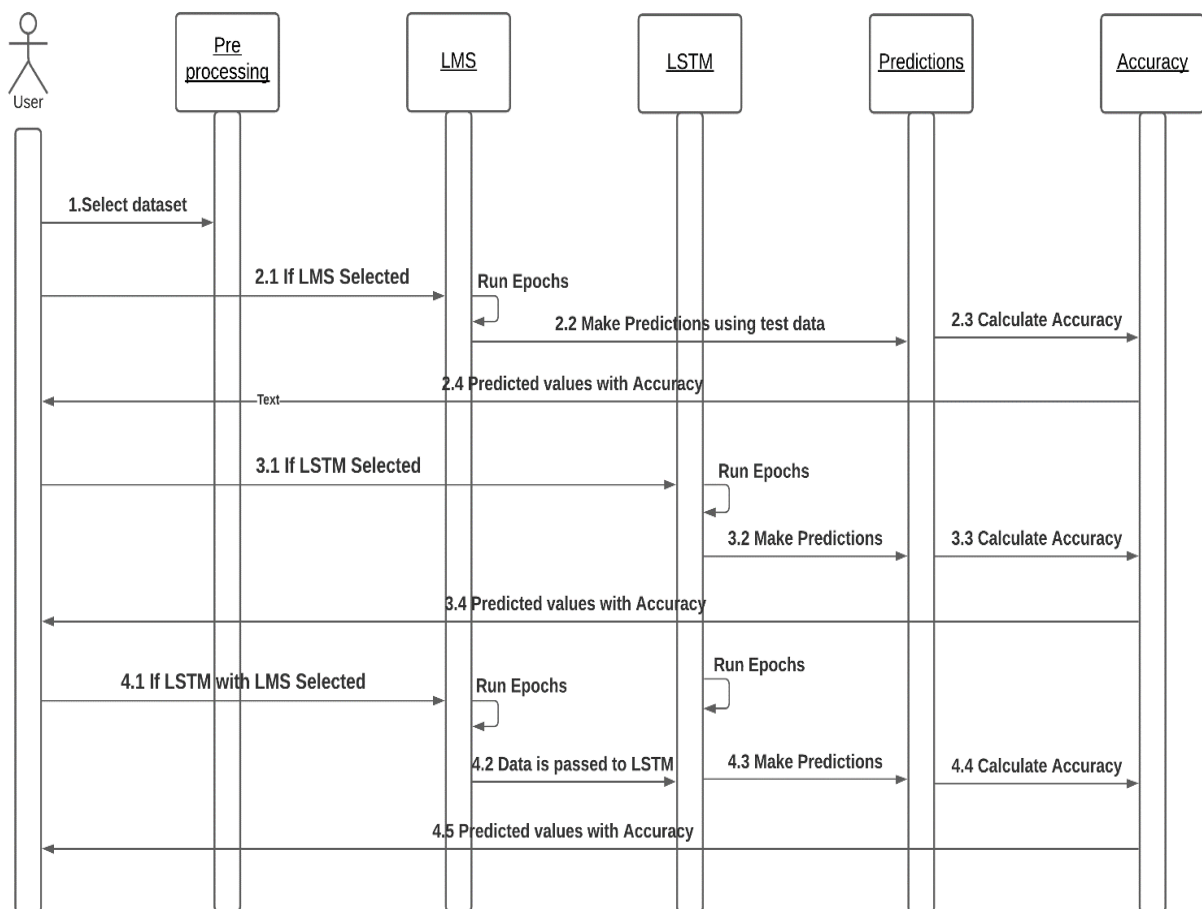 User
Pre
processing
LMS
LSTM
Predictions
Accuracy
1.Select dataset
2.1 If LMS Selected
Run Epochs
2.2 Make Predictions using test data
2.3 Calculate Accuracy
2.4 Predicted values with Accuracy
Text
3.1 If LSTM Selected
Run Epochs
3.2 Make Predictions
3.3 Calculate Accuracy
3.4 Predicted values with Accuracy
4.1 If LSTM with LMS Selected
Run Epochs
Run Epochs
4.2 Data is passed to LSTM
4.3 Make Predictions
4.4 Calculate Accuracy
4.5 Predicted values with Accuracy